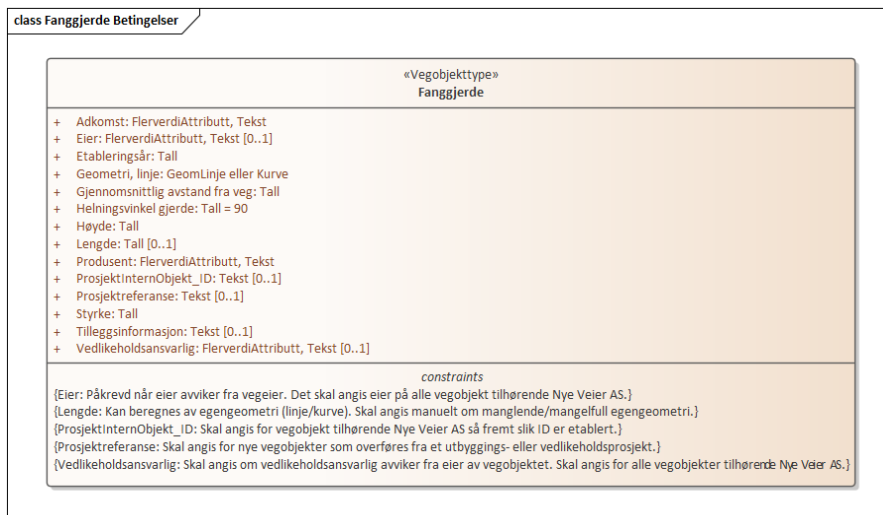 class Fanggjerde Betingelser
«Vegobjekttype»
Fanggjerde
+ Adkomst: FlerverdiAttributt, Tekst
+ Eier: FlerverdiAttributt, Tekst [0..1]
+ Etableringsår: Tall
+ Geometri, linje: GeomLinje eller Kurve
+ Gjennomsnittlig avstand fra veg: Tall
+ Helningsvinkel gjerde: Tall = 90
+ Høyde: Tall
+ Lengde: Tall [0..1]
+ Produsent: FlerverdiAttributt, Tekst
+ ProsjektInternObjekt_ID: Tekst [0..1]
+ Prosjektreferanse: Tekst [0..1]
+ Styrke: Tall
+ Tilleggsinformasjon: Tekst [0..1]
+ Vedlikeholdsansvarlig: FlerverdiAttributt, Tekst [0..1]
constraints
{Eier: Påkrevd når eier avviker fra vegeier. Det skal angis eier på alle vegobjekt tilhørende Nye Veier AS.}
{Lengde: Kan beregnes av egengeometri (linje/kurve). Skal angis manuelt om manglende/mangelfull egengeometri.}
{ProsjektInternObjekt_ID: Skal angis for vegobjekt tilhørende Nye Veier AS så fremt slik ID er etablert.}
{Prosjektreferanse: Skal angis for nye vegobjekter som overføres fra et utbyggings- eller vedlikeholdsprosjekt.}
{Vedlikeholdsansvarlig: Skal angis om vedlikeholdsansvarlig avviker fra eier av vegobjektet. Skal angis for alle vegobjekter tilhørende Nye Veier AS.}